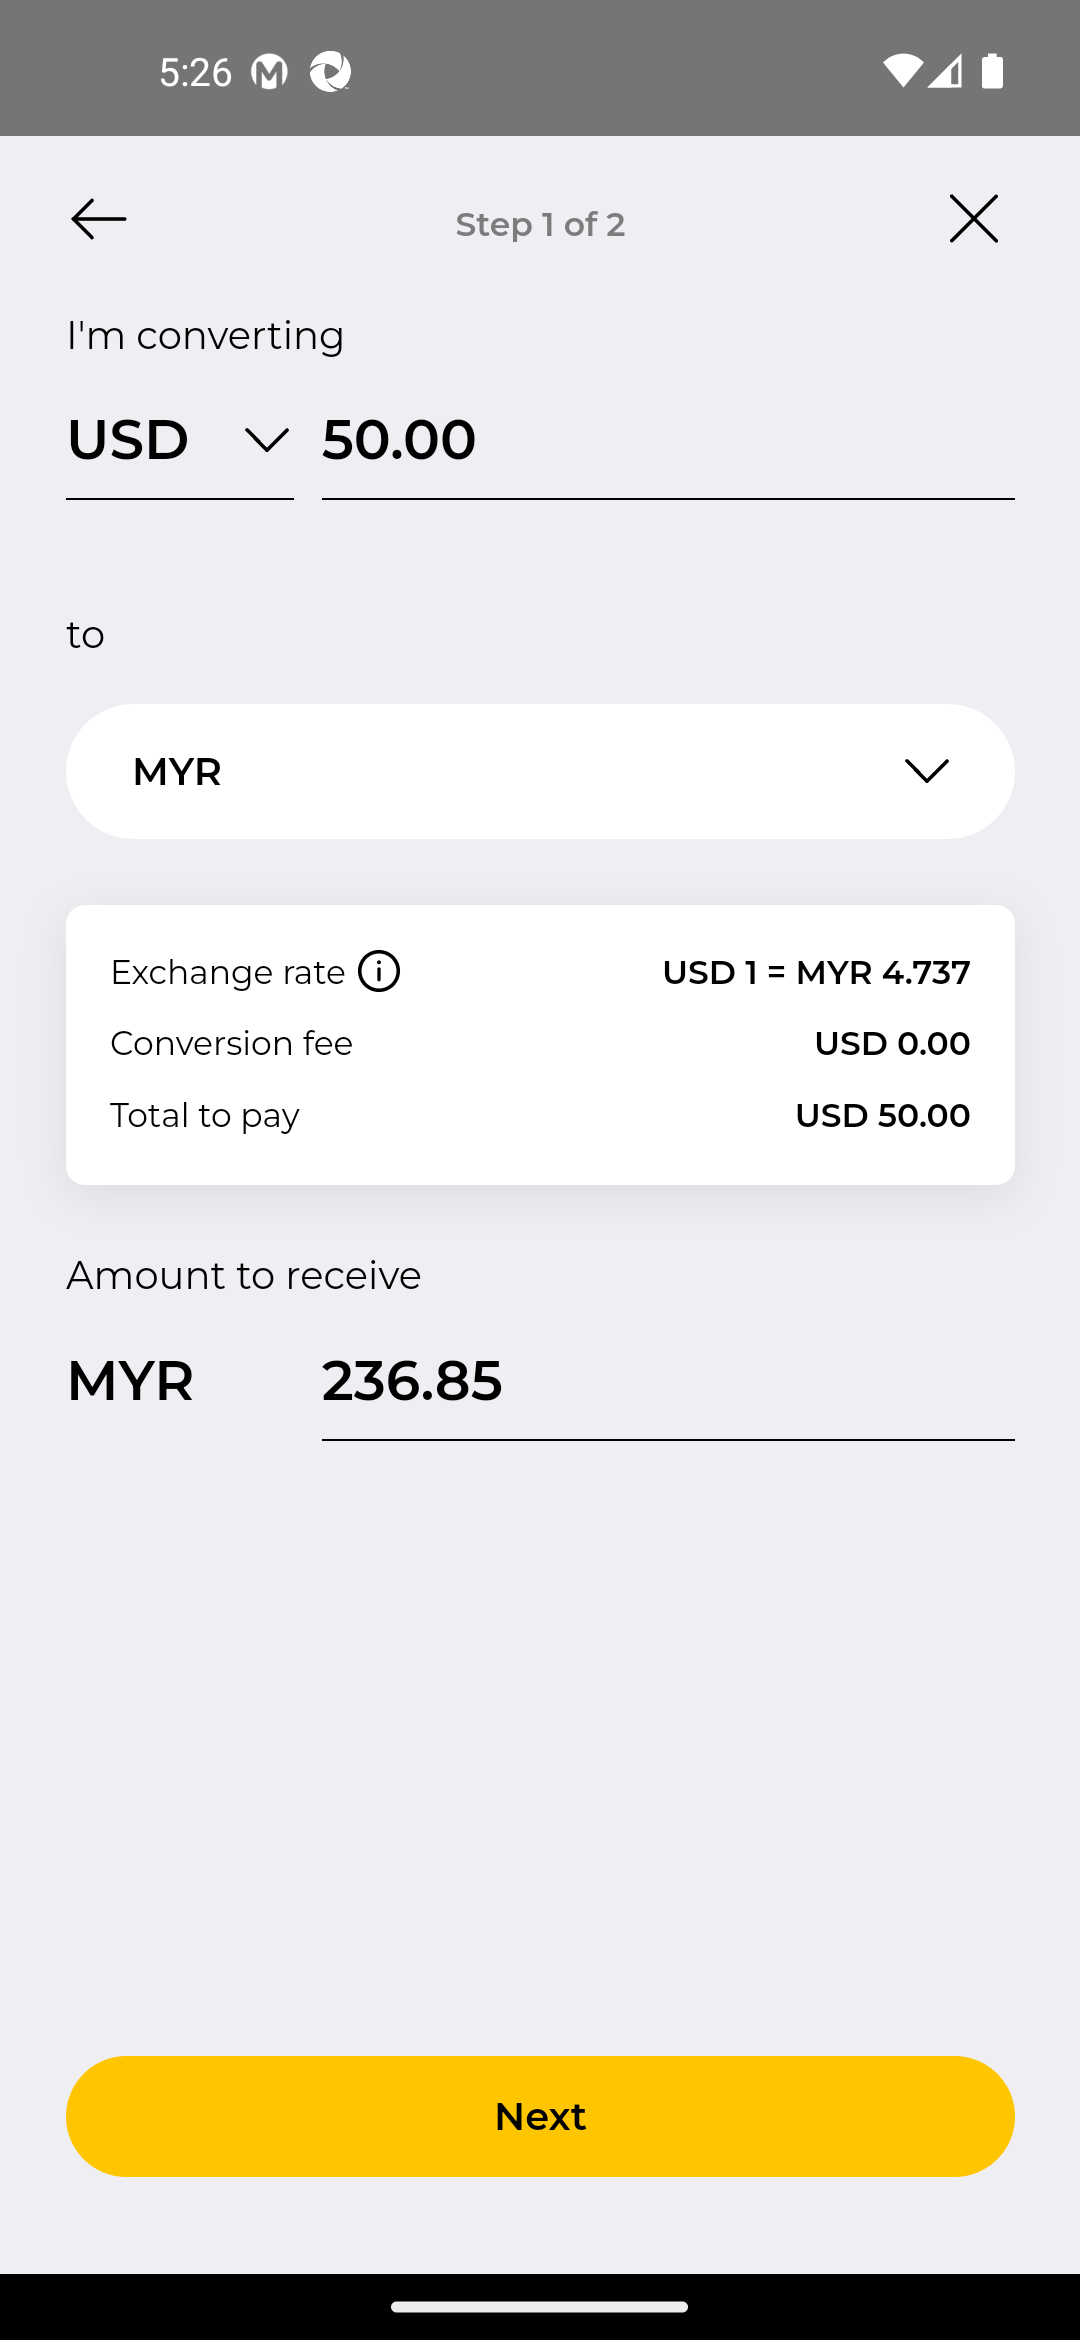 5:26
Step 1 of 2
I'm converting
USD 50.00
to
MYR
Exchange rate USD 1 = MYR 4.737
Conversion fee USD 0.00
Total to pay USD 50.00
Amount to receive
MYR 236.85
Next